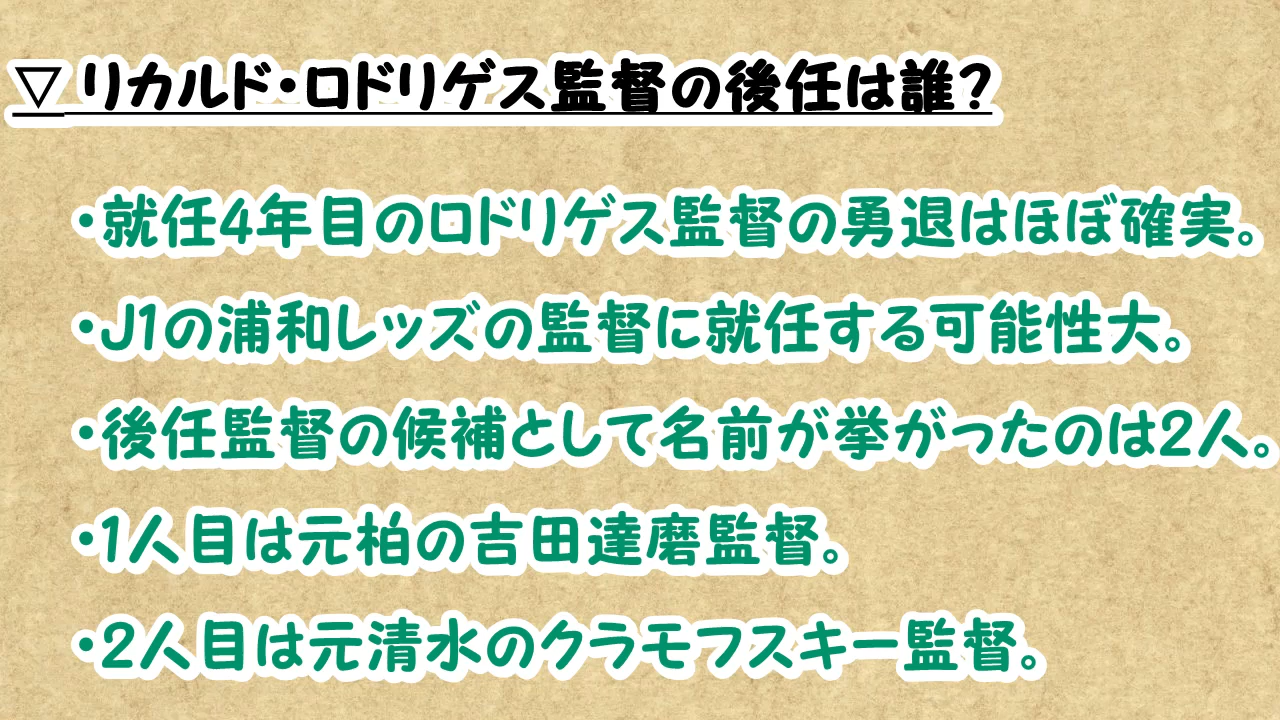 ▽ リカルド・ロドリゲス監督の後任は誰?
・就任4年目のロドリゲス監督の勇退はほぼ確実。
・J1の浦和レッズの監督に就任する可能性大。
・後任監督の候補として名前が挙がったのは2人。
・1人目は元柏の吉田達磨監督。
・2人目は元清水のクラモフスキー監督。